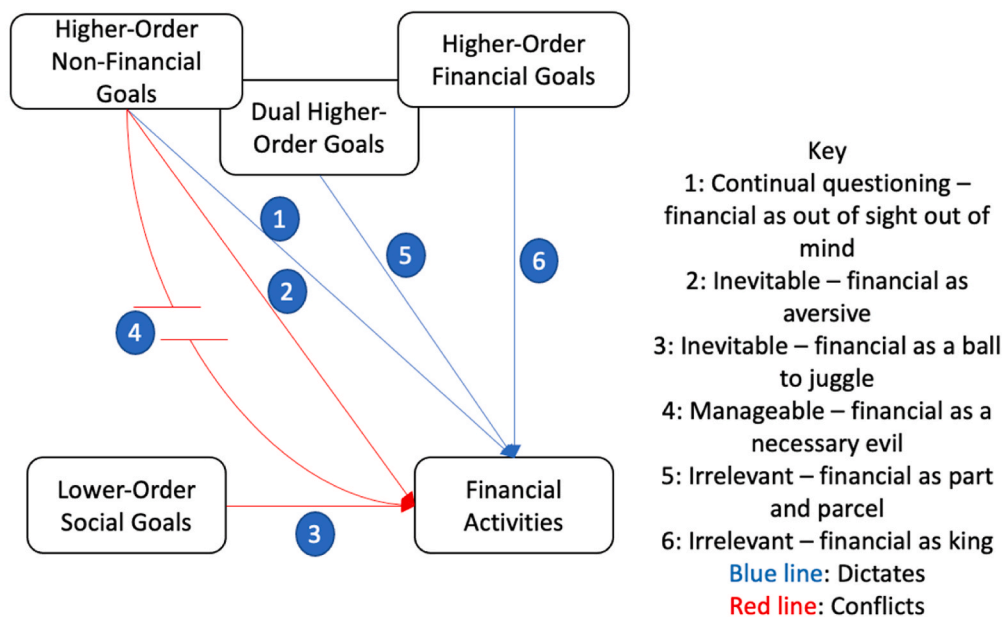 Higher-Order
Non-Financial
Goals
Higher-Order
Financial Goals
Dual Higher-
Order Goals
1
2
5
6
4
3
Lower-Order
Social Goals
Financial
Activities
Key
1: Continual questioning –
financial as out of sight out of
mind
2: Inevitable – financial as
aversive
3: Inevitable – financial as a ball
to juggle
4: Manageable – financial as a
necessary evil
5: Irrelevant – financial as part
and parcel
6: Irrelevant – financial as king
Blue line: Dictates
Red line: Conflicts